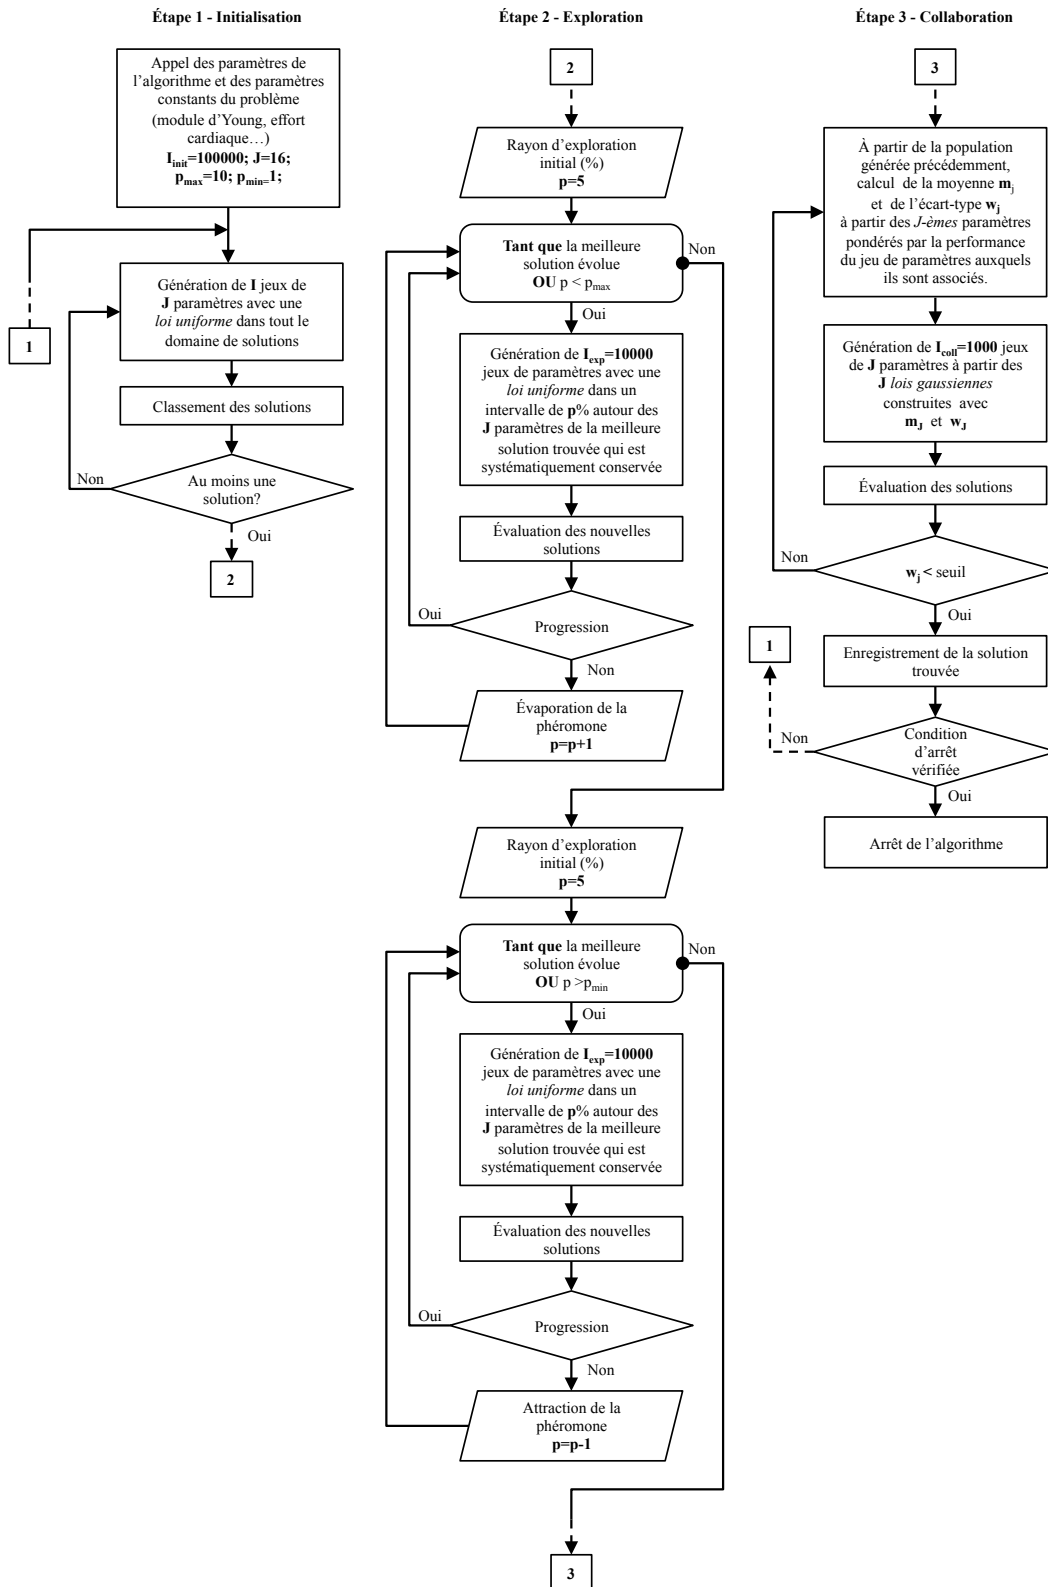 Étape 1 - Initialisation
Appel des paramètres de
l'algorithme et des paramètres
constants du problème
(module d'Young, effort
cardiaque…)
I_init=100000; J=16;
p_max=10; p_min=1;
1
Génération de I jeux de
J paramètres avec une
loi uniforme dans tout le
domaine de solutions
Classement des solutions
Non
Au moins une
solution?
Oui
2
Étape 2 - Exploration
2
Rayon d'exploration
initial (%)
p=5
Tant que la meilleure
solution évolue
OU p < p_max
Non
Oui
Génération de I_exp=10000
jeux de paramètres avec une
loi uniforme dans un
intervalle de p% autour des
J paramètres de la meilleure
solution trouvée qui est
systématiquement conservée
Évaluation des nouvelles
solutions
Oui
Progression
Non
Évaporation de la
phéromone
p=p+1
Rayon d'exploration
initial (%)
p=5
Tant que la meilleure
solution évolue
OU p >p_min
Non
Oui
Génération de I_exp=10000
jeux de paramètres avec une
loi uniforme dans un
intervalle de p% autour des
J paramètres de la meilleure
solution trouvée qui est
systématiquement conservée
Évaluation des nouvelles
solutions
Oui
Progression
Non
Attraction de la
phéromone
p=p-1
3
Étape 3 - Collaboration
3
À partir de la population
générée précédemment,
calcul de la moyenne m_j
et de l'écart-type w_j
à partir des J-èmes paramètres
pondérés par la performance
du jeu de paramètres auxquels
ils sont associés.
Génération de I_coll=1000 jeux
de J paramètres à partir des
J lois gaussiennes
construites avec
m_J et w_J
Évaluation des solutions
Non
w_j < seuil
Oui
1
Enregistrement de la solution
trouvée
Non
Condition
d'arrêt
vérifiée
Oui
Arrêt de l'algorithme